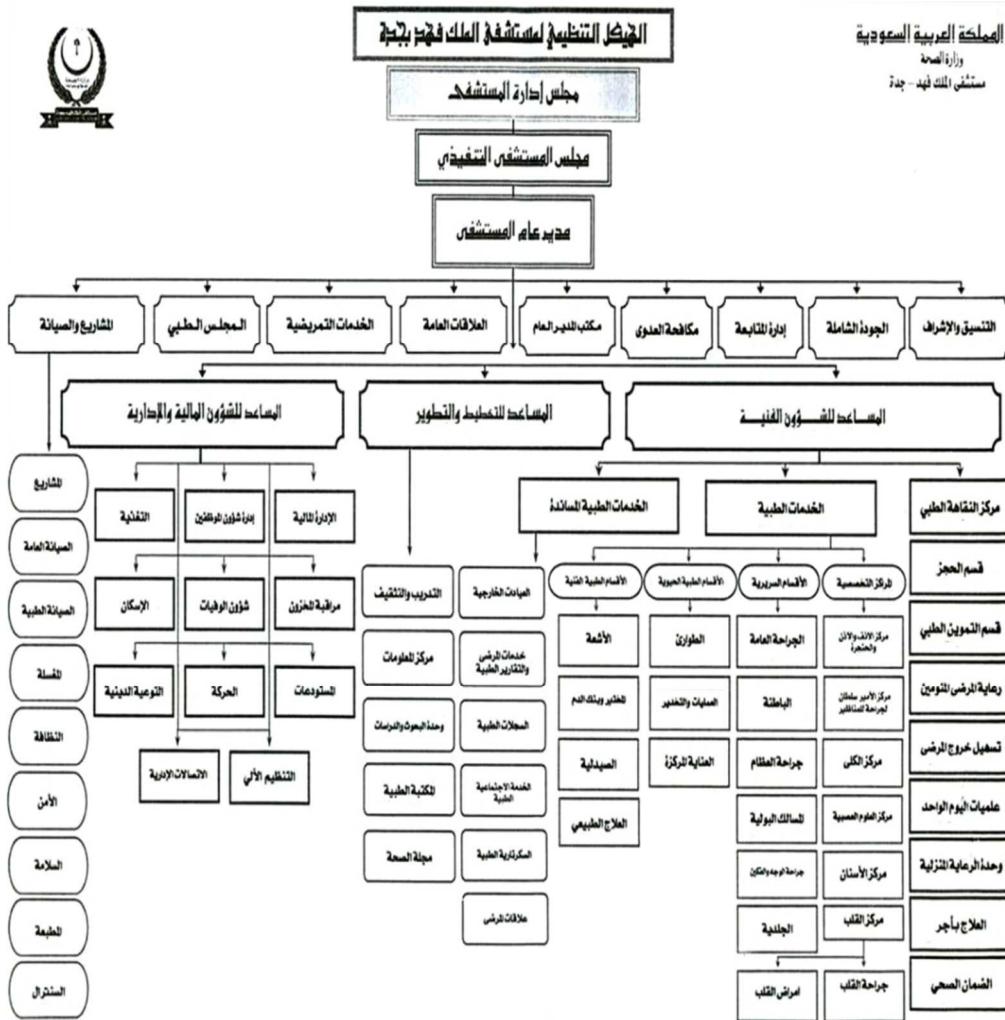 المملكة العربية السعودية
وزارة الصحة
مستشفى الملك فهد - جدة
الهيكل التنظيمي لمستشفى الملك فهد بجدة
مجلس إدارة المستشفى
مجلس المستشفى التنفيذي
مدير عام المستشفى
التنسيق والإشراف
الجودة الشاملة
إدارة المتابعة
مكافحة العدوى
مكتب المدير العام
العلاقات العامة
الخدمات التمريضية
المجلس الطبي
المشاريع والصيانة
المساعد للشؤون الفنية
المساعد للتخطيط والتطوير
المساعد للشؤون المالية والإدارية
مركز النقاهة الطبي
قسم الحجز
قسم التموين الطبي
رعاية المرضى المنومين
تسهيل خروج المرضى
علميات اليوم الواحد
وحدة الرعاية المنزلية
العلاج بأجر
الضمان الصحي
الخدمات الطبية
الخدمات الطبية المساندة
المراكز التخصصية
مركز الانف والاذن
والحنجرة
مركز الأمير سلطان
لجراحة المناظير
مركز الكلى
مركز العلوم العصبية
مركز الأسنان
مركز القلب
جراحة القلب
امراض القلب
الأقسام السريرية
الجراحة العامة
الباطنة
جراحة العظام
المسالك البولية
جراحة الوجه والفكين
الجلدية
الأقسام الطبية الحيوية
الطوارئ
العمليات والتخدير
العناية المركزة
الأقسام الطبية الفنية
الأشعة
المختبر وبنك الدم
الصيدلية
العلاج الطبيعي
العيادات الخارجية
خدمات المرضى
والتقارير الطبية
السجلات الطبية
الخدمة الاجتماعية
الطبية
السكرتارية الطبية
علاقات المرضى
التدريب والتثقيف
مركز المعلومات
وحدة البحوث والدراسات
المكتبة الطبية
مجلة الصحة
الإدارة المالية
إدارة شؤون الموظفين
التغذية
مراقبة المخزون
شؤون الوفيات
الإسكان
المستودعات
الحركة
التوعية الدينية
التنظيم الألي
الاتصالات الإدارية
المشاريع
الصيانة العامة
الصيانة الطبية
المغسلة
النظافة
الأمن
السلامة
المطبعة
السنترال